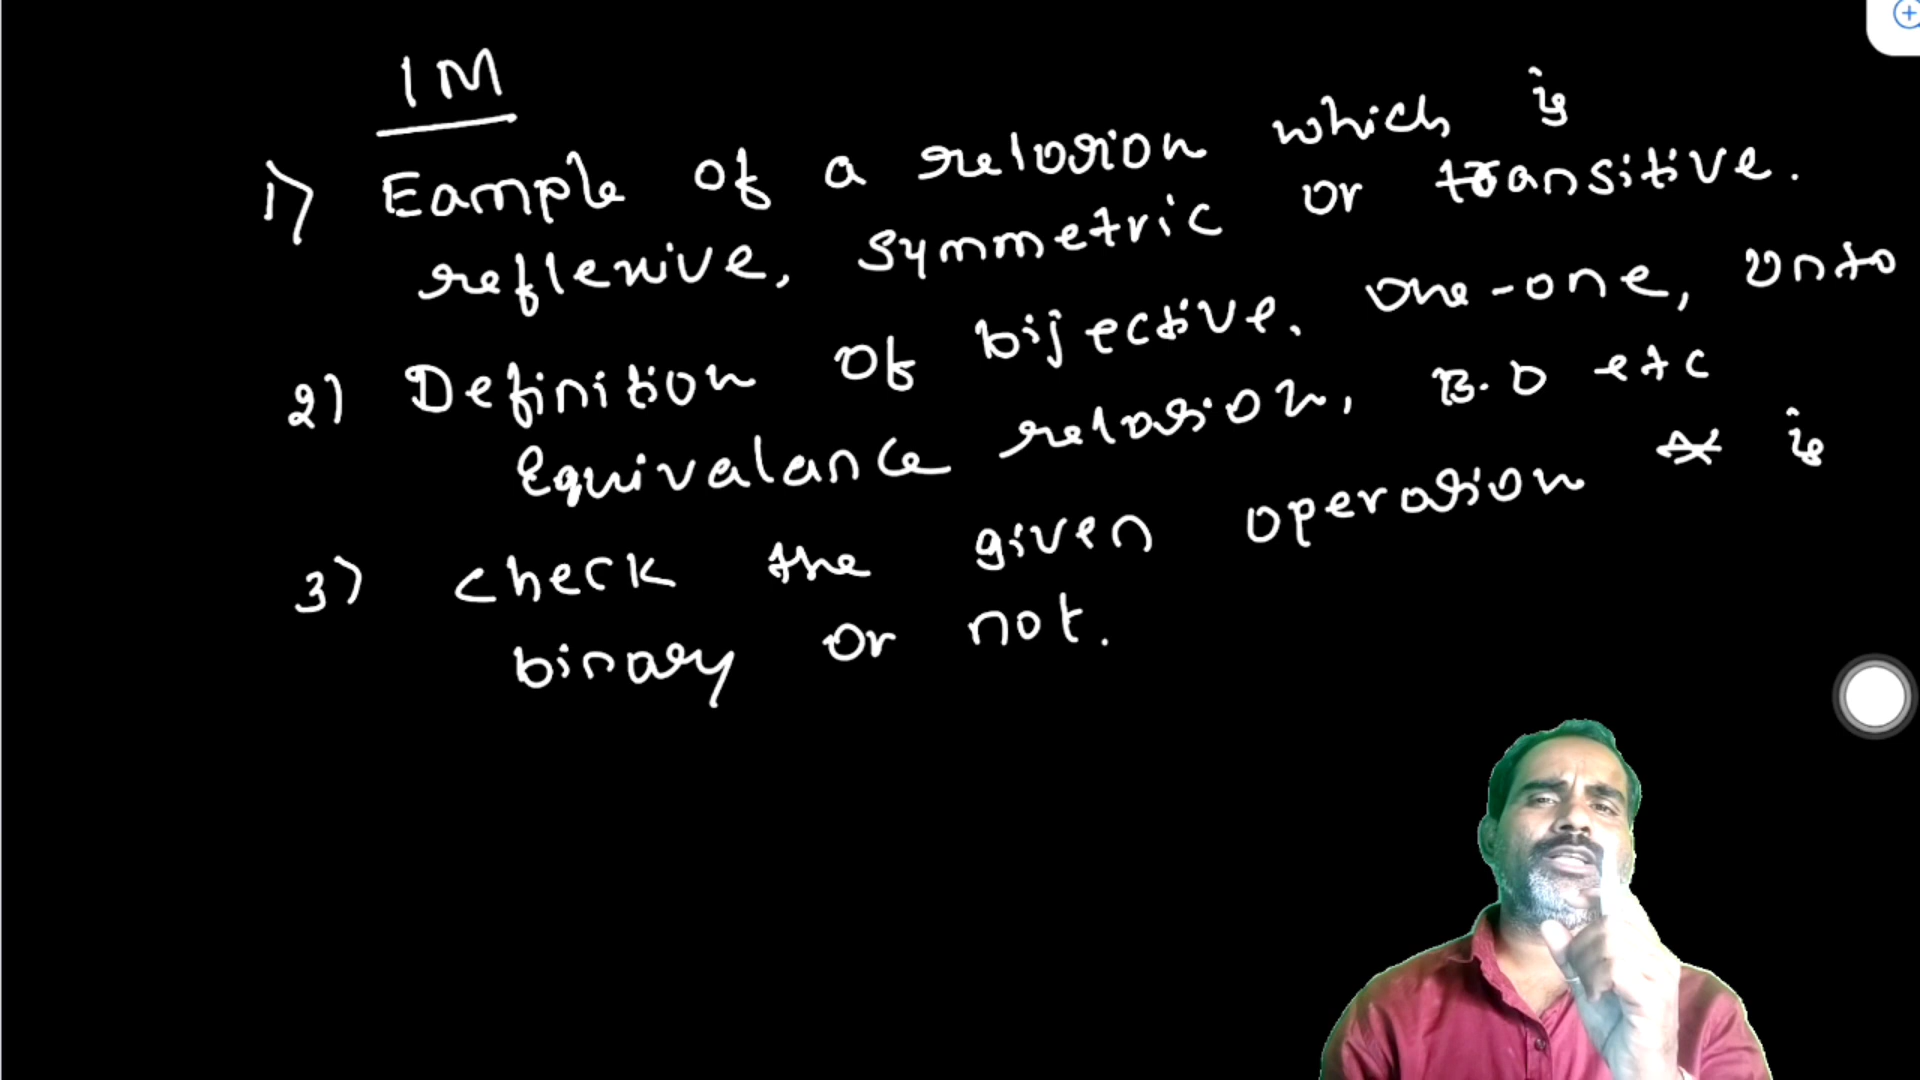 1M
1) Eample of a relation which is
reflexive, symmetric or transitive.
2) Definition of bijective, one-one, onto
Equivalance relation, B.O etc
3) check the given operation * is
binary or not.